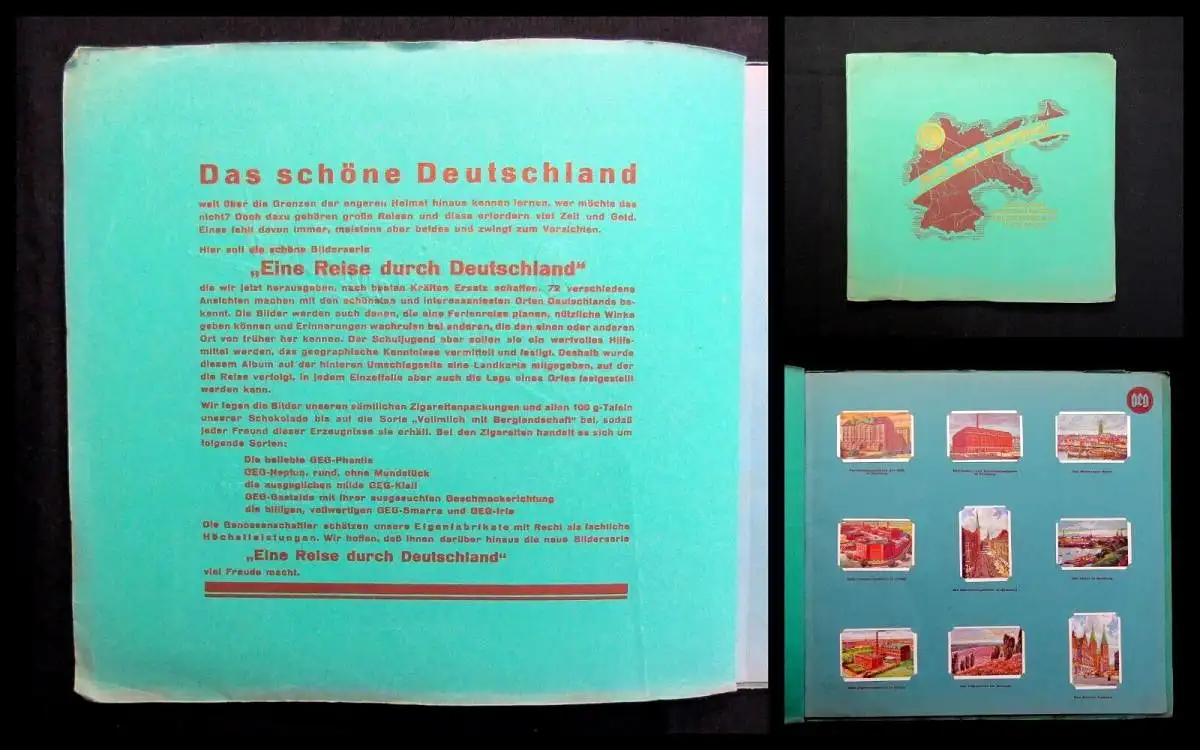 Das schöne Deutschland
weit über die Grenzen der engeren Heimat hinaus kennen lernen, wer möchte das
nicht? Doch dazu gehören große Reisen und diese erfordern viel Zeit und Geld.
Eines fehlt davon immer, meistens aber beides und zwingt zum Verzichten.
Hier soll die schöne Bilderserie
„Eine Reise durch Deutschland“
die wir jetzt herausgeben, nach besten Kräften Ersatz schaffen. 72 verschiedene
Ansichten machen mit den schönsten und interessantesten Orten Deutschlands be-
kannt. Die Bilder werden auch denen, die eine Ferienreise planen, nützliche Winke
geben können und Erinnerungen wachrufen bei anderen, die den einen oder anderen
Ort von früher her kennen. Der Schuljugend aber sollen sie ein wertvolles Hilfs-
mittel werden, das geographische Kenntnisse vermittelt und festigt. Deshalb wurde
diesem Album auf der hinteren Umschlagseite eine Landkarte mitgegeben, auf der
die Reise verfolgt, in jedem Einzelfalle aber auch die Lage eines Ortes festgestellt
werden kann.
Wir legen die Bilder unseren sämtlichen Zigarettenpackungen und allen 100 g-Tafeln
unserer Schokolade bis auf die Sorte „Vollmilch mit Berglandschaft“ bei, sodaß
jeder Freund dieser Erzeugnisse sie erhält. Bei den Zigaretten handelt es sich um
folgende Sorten:
Die beliebte GEG-Phantis
GEG-Neptun, rund, ohne Mundstück
die ausgeglichen milde GEG-Kleii
GEG-Gastalda mit ihrer ausgesuchten Geschmacksrichtung
die billigen, vollwertigen GEG-Smarra und GEG-Iris
Die Genossenschafter schätzen unsere Eigenfabrikate mit Recht als fachliche
Höchstleistungen. Wir hoffen, daß ihnen darüber hinaus die neue Bilderserie
„Eine Reise durch Deutschland“
viel Freude macht.
GEG